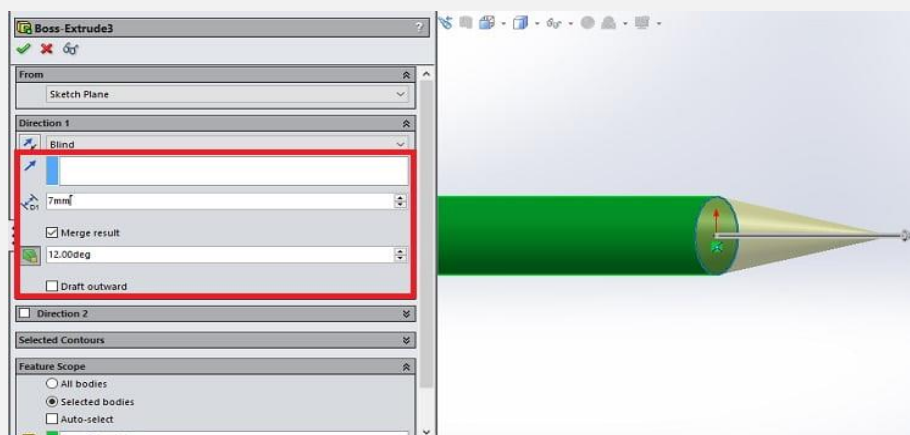 Boss-Extrude3
?
From
Sketch Plane
Direction 1
Blind
D1
7mm
Merge result
12.00deg
Draft outward
Direction 2
Selected Contours
Feature Scope
All bodies
Selected bodies
Auto-select